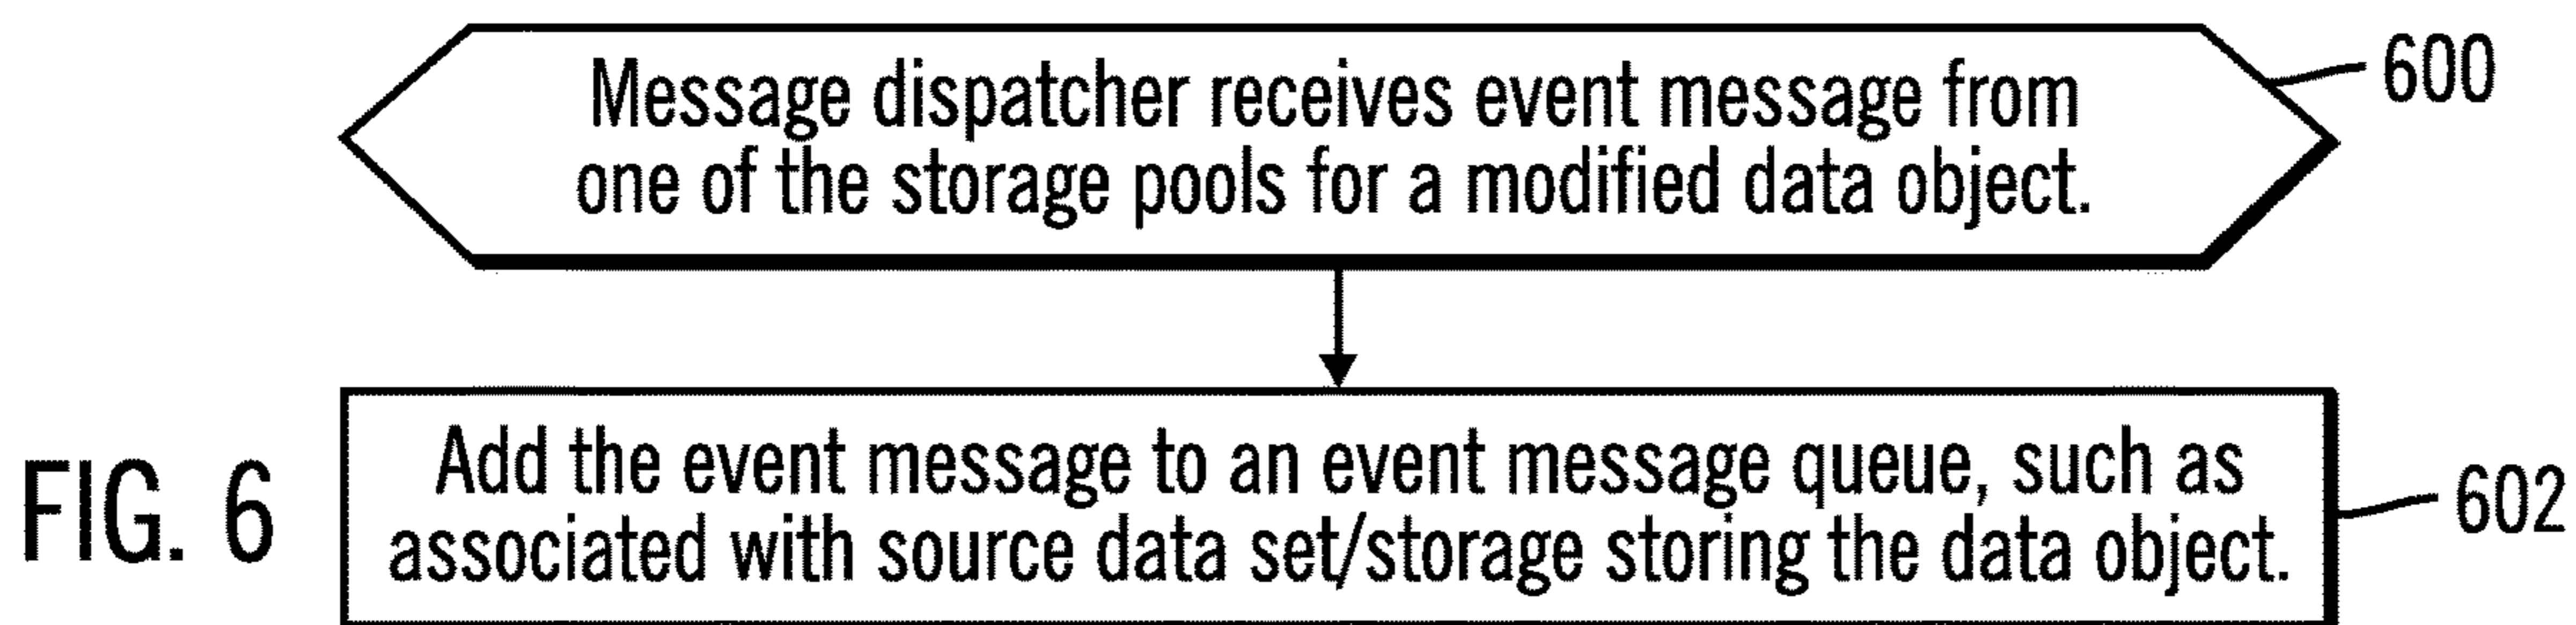 Message dispatcher receives event message from
one of the storage pools for a modified data object.
600
Add the event message to an event message queue, such as
associated with source data set/storage storing the data object.
602
FIG. 6